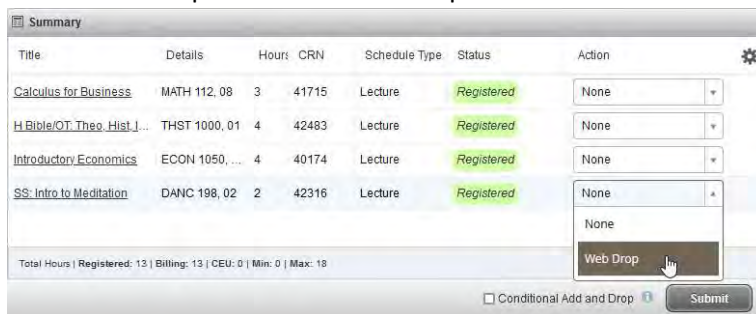 Summary
Title Details Hours CRN Schedule Type Status Action
Calculus for Business MATH 112, 08 3 41715 Lecture Registered None
H Bible/OT: Theo, Hist, I... THST 1000, 01 4 42483 Lecture Registered None
Introductory Economics ECON 1050, ... 4 40174 Lecture Registered None
SS: Intro to Meditation DANC 198, 02 2 42316 Lecture Registered None
None
Web Drop
Total Hours | Registered: 13 | Billing: 13 | CEU: 0 | Min: 0 | Max: 18
Conditional Add and Drop Submit